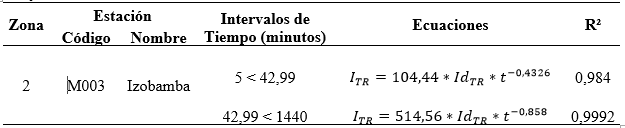 Zona Estación Intervalos de Tiempo (minutos) Ecuaciones R²
Código Nombre
2 M003 Izobamba 5 < 42,99 I_TR = 104,44 * Id_TR * t^−0,4326 0,984
42,99 < 1440 I_TR = 514,56 * Id_TR * t^−0,858 0,9992